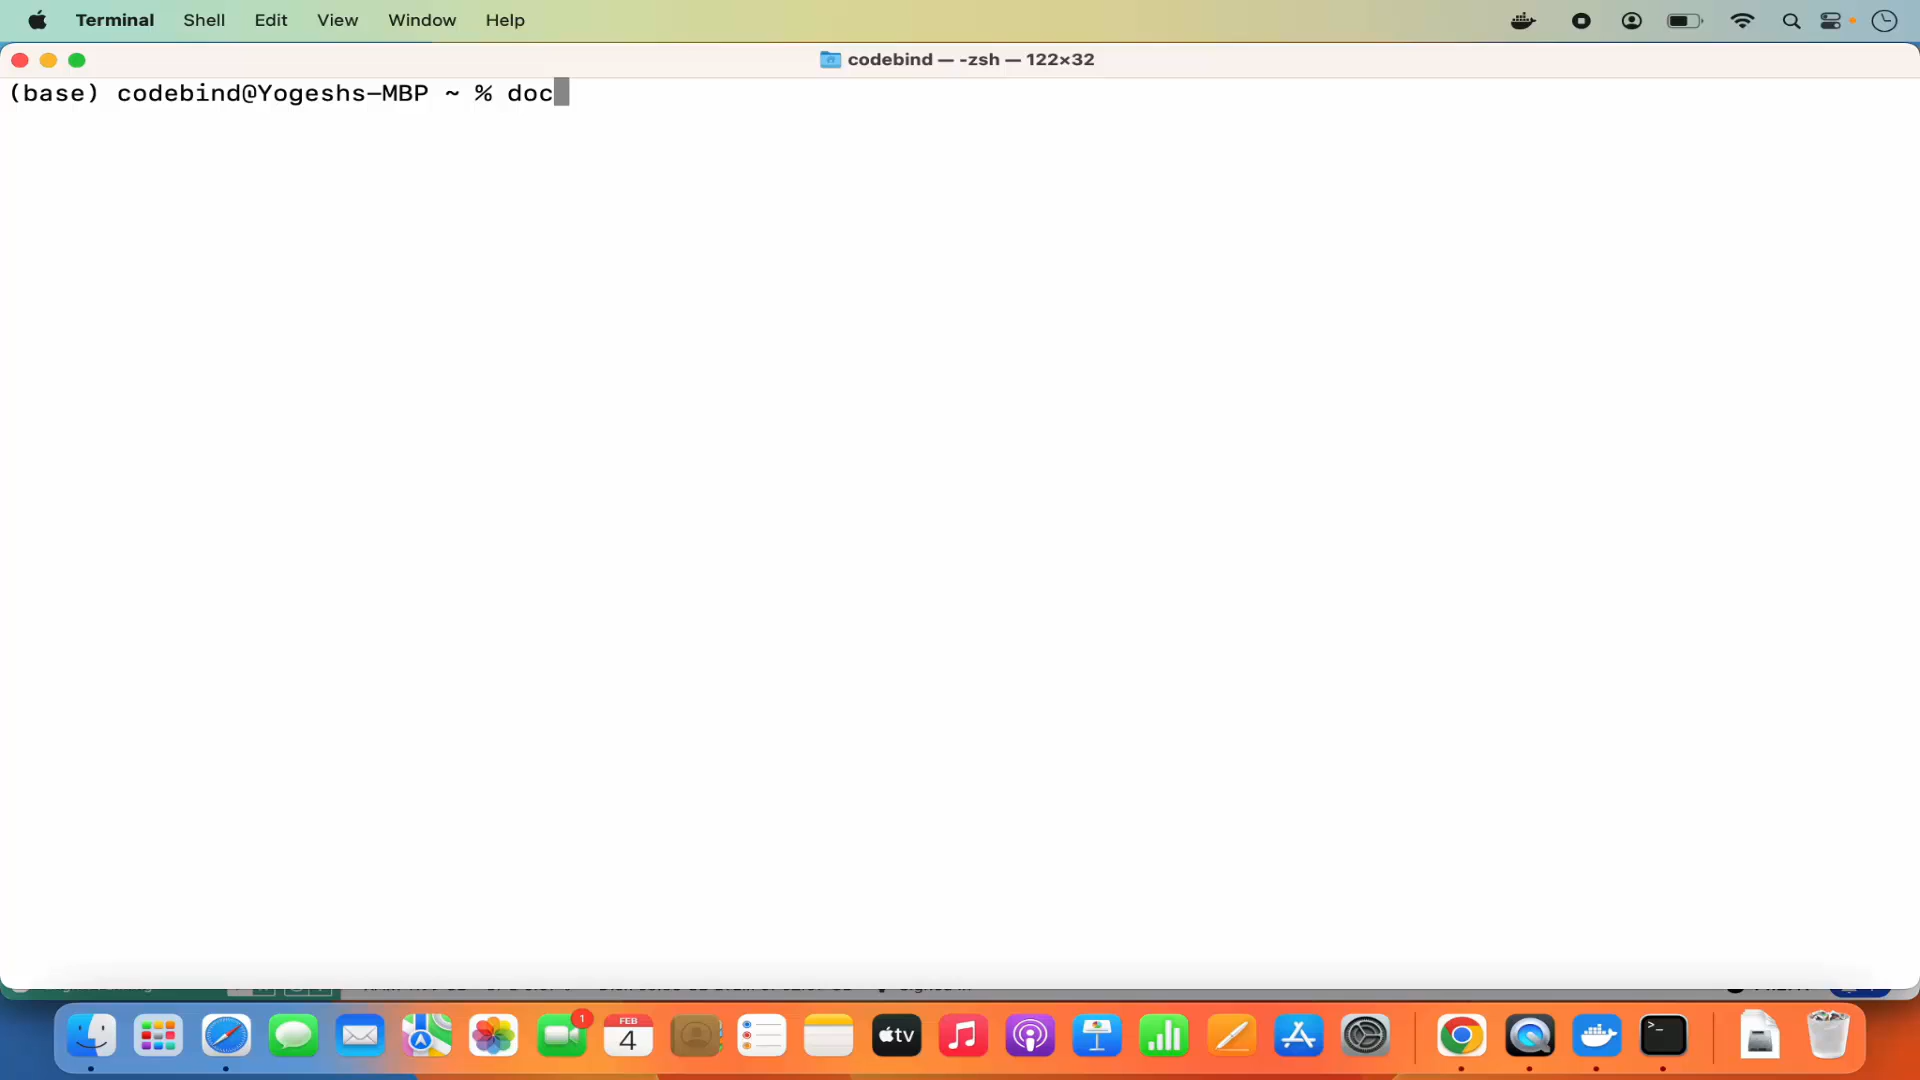 Terminal Shell Edit View Window Help
codebind — -zsh — 122×32
(base) codebind@Yogeshs-MBP ~ % doc
1
FEB
4
tv
>_